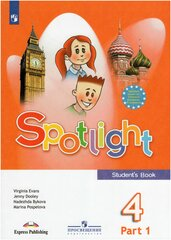 Spotlight
Student's Book
Virginia Evans
Jenny Dooley
Nadezhda Bykova
Marina Pospelova
4
Part 1
Express Publishing
ПРОСВЕЩЕНИЕ